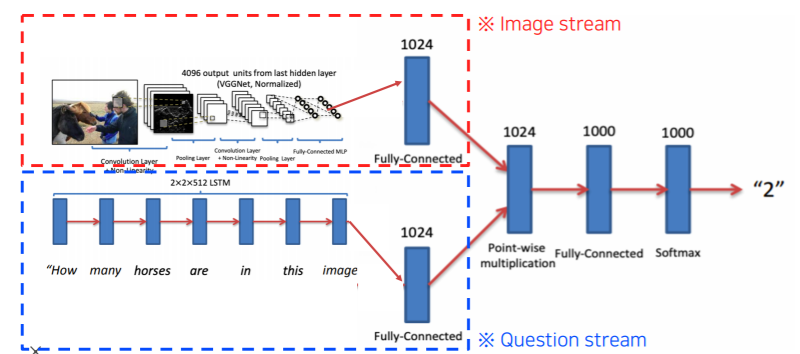 ※ Image stream
1024
4096 output units from last hidden layer
(VGGNet, Normalized)
Convolution Layer
+ Non-Linearity
Pooling Layer
Convolution Layer
+ Non-Linearity
Pooling Layer
Fully-Connected MLP
Fully-Connected
1024
1000
1000
"2"
Point-wise
multiplication
Fully-Connected
Softmax
2×2×512 LSTM
"How many horses are in this image
1024
Fully-Connected
※ Question stream